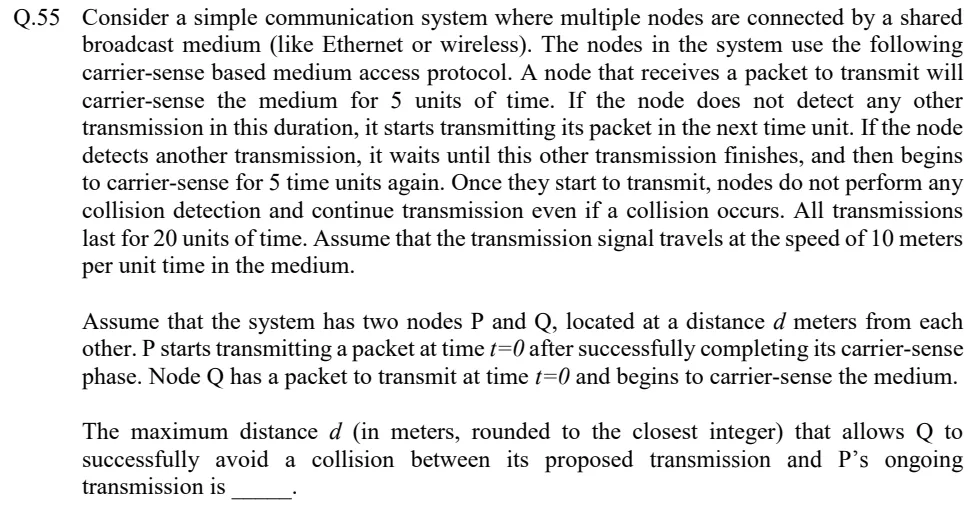 Q.55 Consider a simple communication system where multiple nodes are connected by a shared
broadcast medium (like Ethernet or wireless). The nodes in the system use the following
carrier-sense based medium access protocol. A node that receives a packet to transmit will
carrier-sense the medium for 5 units of time. If the node does not detect any other
transmission in this duration, it starts transmitting its packet in the next time unit. If the node
detects another transmission, it waits until this other transmission finishes, and then begins
to carrier-sense for 5 time units again. Once they start to transmit, nodes do not perform any
collision detection and continue transmission even if a collision occurs. All transmissions
last for 20 units of time. Assume that the transmission signal travels at the speed of 10 meters
per unit time in the medium.
Assume that the system has two nodes P and Q, located at a distance d meters from each
other. P starts transmitting a packet at time t=0 after successfully completing its carrier-sense
phase. Node Q has a packet to transmit at time t=0 and begins to carrier-sense the medium.
The maximum distance d (in meters, rounded to the closest integer) that allows Q to
successfully avoid a collision between its proposed transmission and P’s ongoing
transmission is _____.